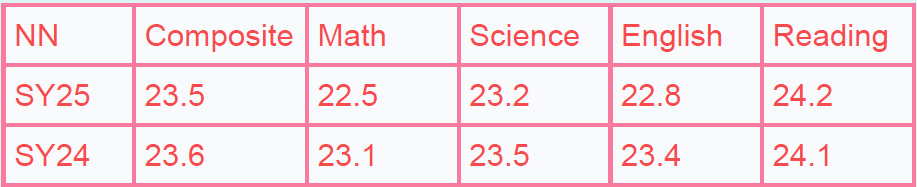 NN Composite Math Science English Reading
SY25 23.5 22.5 23.2 22.8 24.2
SY24 23.6 23.1 23.5 23.4 24.1